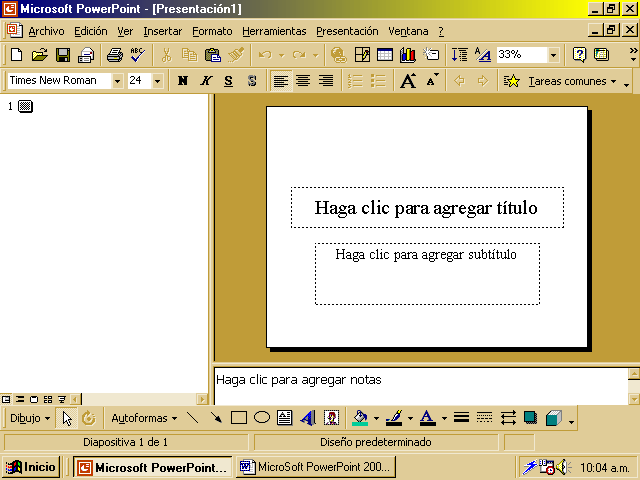 Microsoft PowerPoint - [Presentación1]
Archivo Edición Ver Insertar Formato Herramientas Presentación Ventana ?
33%
Times New Roman 24 N K S S A A Tareas comunes
1
Haga clic para agregar título
Haga clic para agregar subtítulo
Haga clic para agregar notas
Dibujo Autoformas
Diapositiva 1 de 1 Diseño predeterminado
Inicio Microsoft PowerPoint... MicroSoft PowerPoint 200... 10:04 a.m.